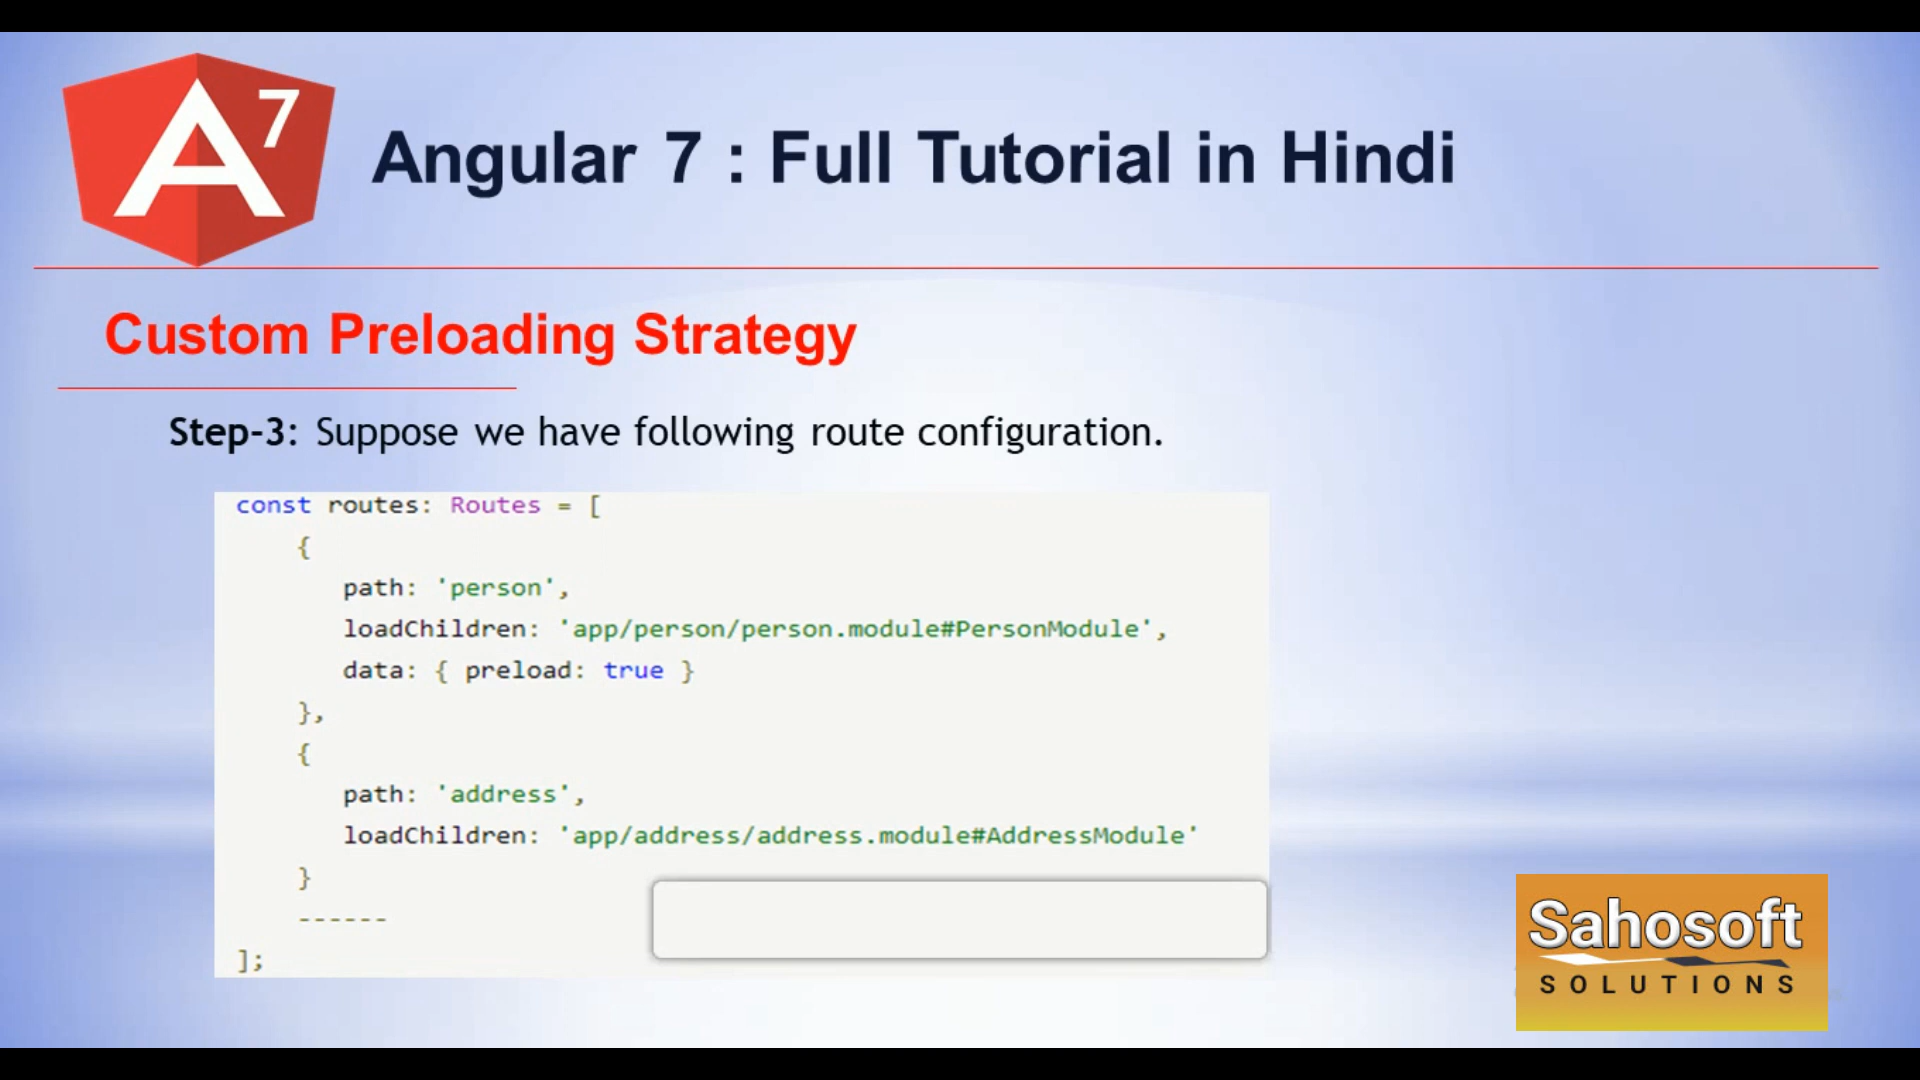 A7
Angular 7 : Full Tutorial in Hindi
Custom Preloading Strategy
Step-3: Suppose we have following route configuration.
const routes: Routes = [
{
path: 'person',
loadChildren: 'app/person/person.module#PersonModule',
data: { preload: true }
},
{
path: 'address',
loadChildren: 'app/address/address.module#AddressModule'
}
------
];
Sahosoft
SOLUTIONS